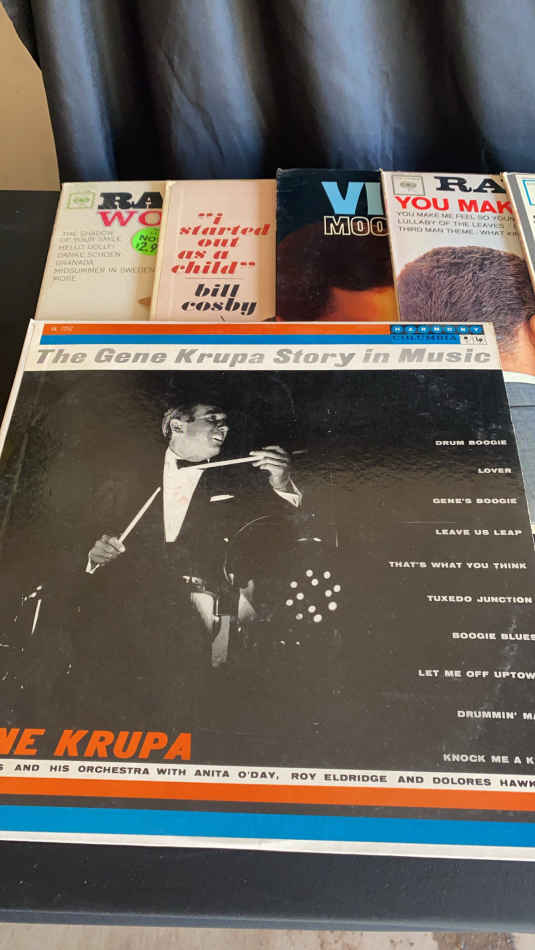 RA
WO
THE SHADOW
OF YOUR SMILE
HELLO DOLLY!
DANKE SCHOEN
GRANADA
MIDSUMMER IN SWEDEN
MORE
NO
$2.9
"i
started
out
as a
child"
bill
cosby
VI
MOO
RA
YOU MAK
YOU MAKE ME FEEL SO YOUN
LULLABY OF THE LEAVES
THIRD MAN THEME
HARMONY
COLUMBIA
The Gene Krupa Story in Music
DRUM BOOGIE
LOVER
GENE'S BOOGIE
LEAVE US LEAP
THAT'S WHAT YOU THINK
TUXEDO JUNCTION
BOOGIE BLUES
LET ME OFF UPTOW
DRUMMIN' MA
KNOCK ME A K
NE KRUPA
S AND HIS ORCHESTRA WITH ANITA O'DAY, ROY ELDRIDGE AND DOLORES HAWK